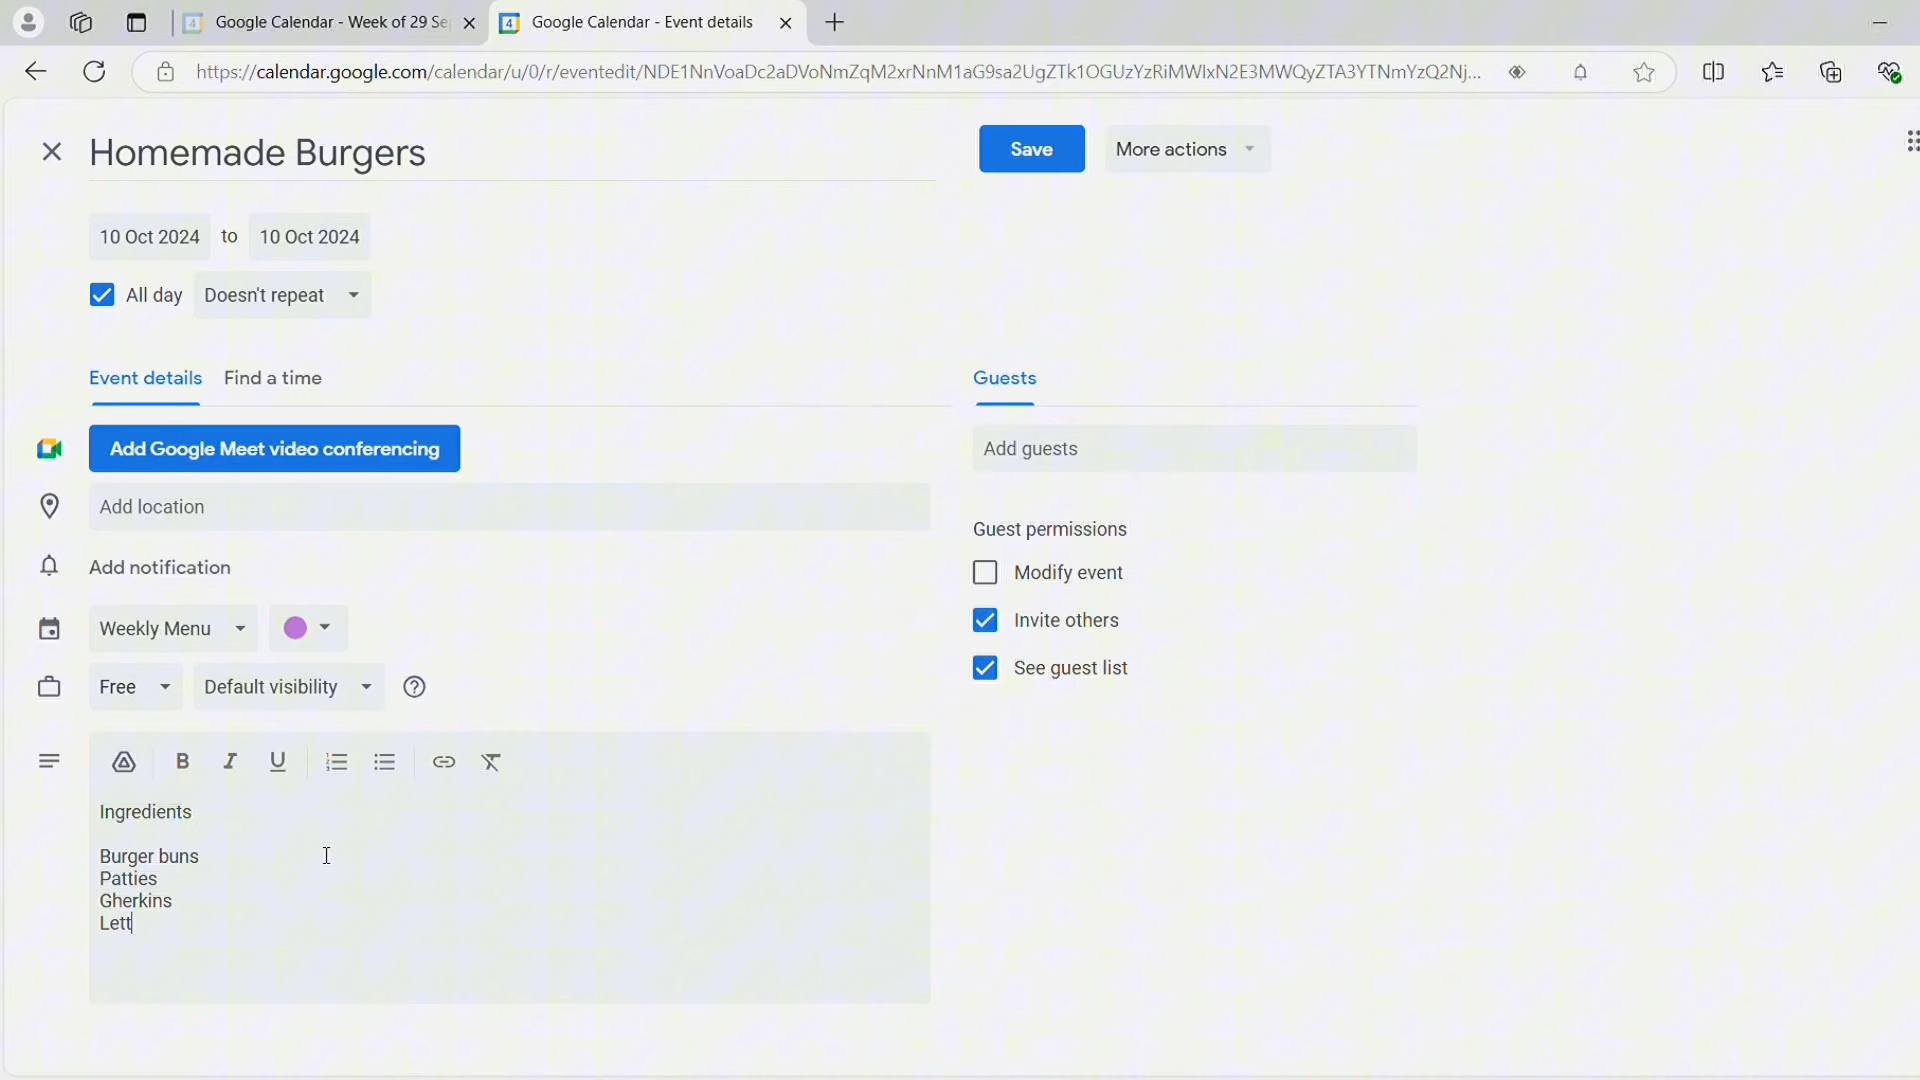 Google Calendar - Week of 29 Se
Google Calendar - Event details
https://calendar.google.com/calendar/u/0/r/eventedit/NDE1NnVoaDc2aDVoNmZqM2xrNnM1aG9sa2UgZTk1OGUzYzRiMWIxN2E3MWQyZTA3YTNmYzQ2Nj...
Homemade Burgers
Save
More actions
10 Oct 2024 to 10 Oct 2024
All day
Doesn't repeat
Event details
Find a time
Guests
Add Google Meet video conferencing
Add guests
Add location
Guest permissions
Add notification
Modify event
Weekly Menu
Invite others
Free
Default visibility
See guest list
B I U
Ingredients
Burger buns
Patties
Gherkins
Lett